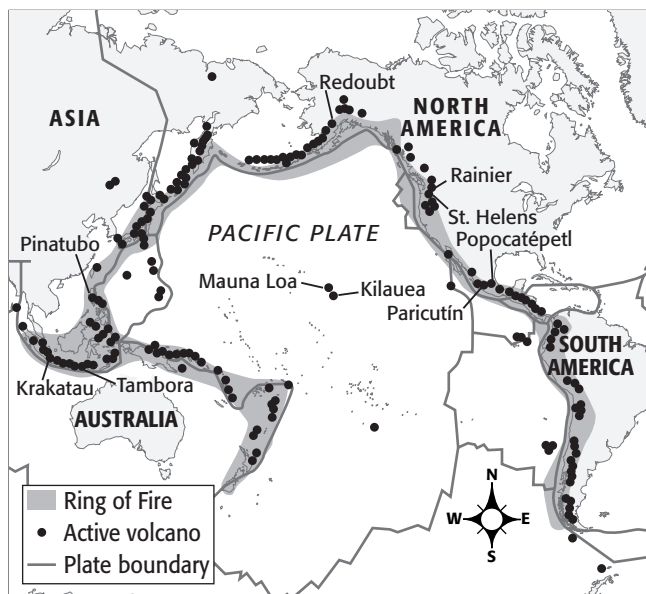 Redoubt
ASIA
NORTH
AMERICA
Rainier
St. Helens
Popocatépetl
PACIFIC PLATE
Pinatubo
Mauna Loa
Kilauea
Paricutín
SOUTH
AMERICA
Krakatau
Tambora
AUSTRALIA
N
W
E
S
Ring of Fire
Active volcano
Plate boundary